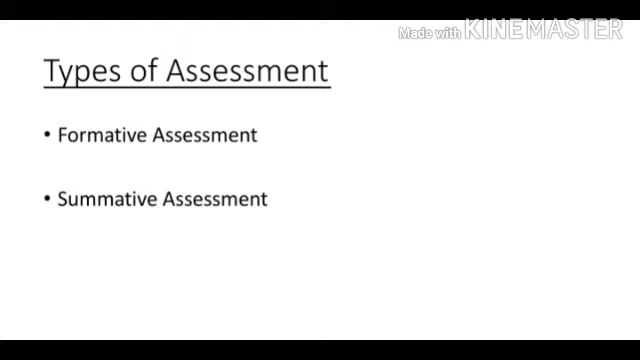 Made with KINEMASTER
Types of Assessment
• Formative Assessment
• Summative Assessment